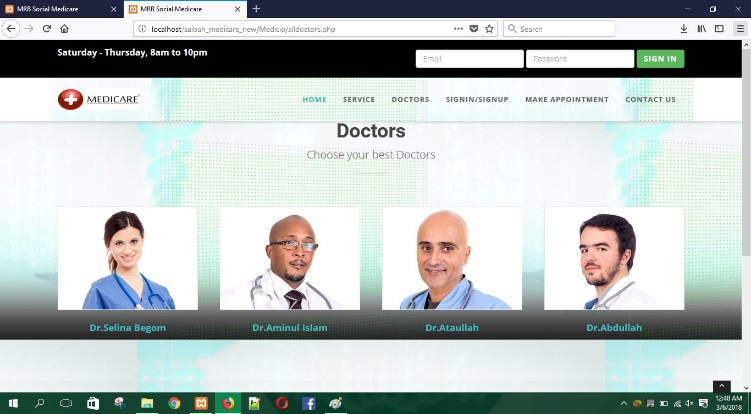 MRB Social Medicare
MRB Social Medicare
localhost/saibah_medicare_new/Medicio/alldoctors.php
Search
Saturday - Thursday, 8am to 10pm
Email
Password
SIGN IN
MEDICARE
HOME
SERVICE
DOCTORS
SIGNIN/SIGNUP
MAKE APPOINTMENT
CONTACT US
Doctors
Choose your best Doctors
Dr.Selina Begom
Dr.Aminul Islam
Dr.Ataullah
Dr.Abdullah
12:48 AM
3/6/2018